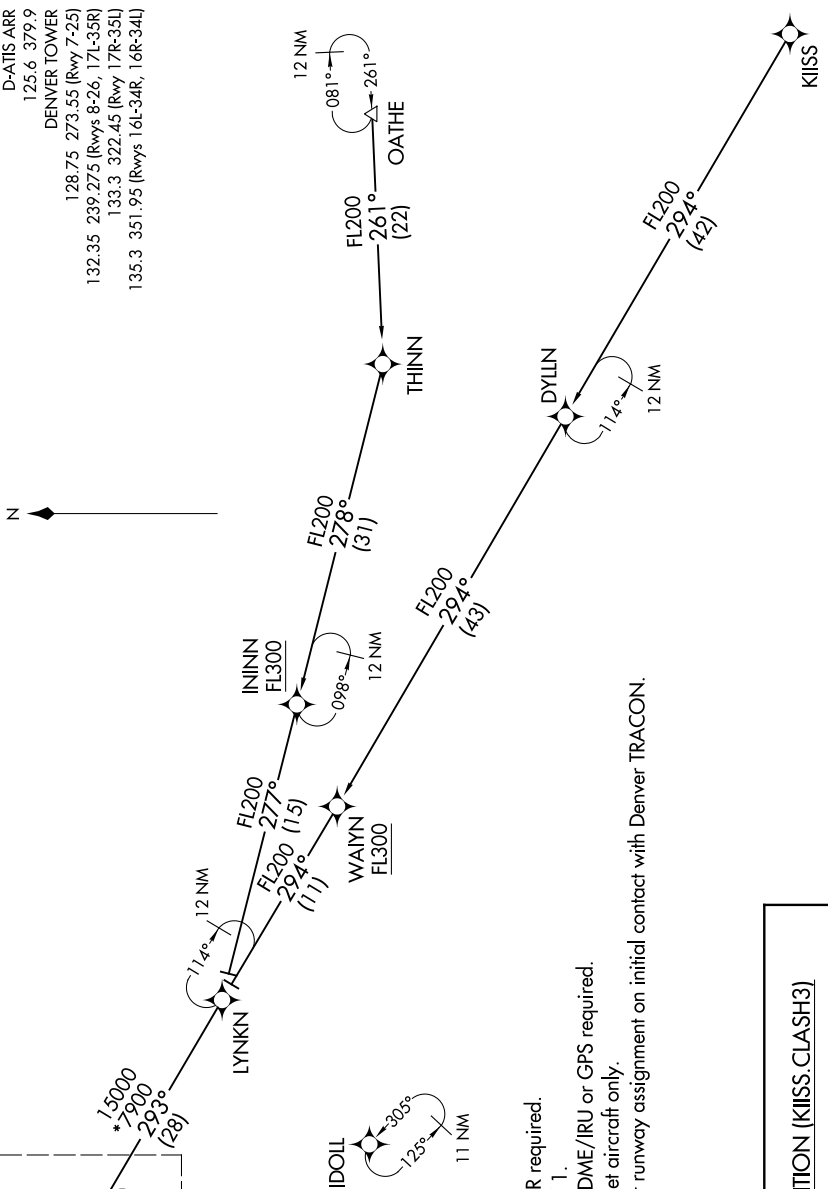 D-ATIS ARR
125.6 379.9
DENVER TOWER
128.75 273.55 (Rwy 7-25)
132.35 239.275 (Rwys 8-26, 17L-35R)
133.3 322.45 (Rwy 17R-35L)
135.3 351.95 (Rwys 16L-34R, 16R-34L)
N
12 NM
081°
261°
OATHE
FL200
261°
(22)
THINN
KIISS
FL200
294°
(42)
DYLLN
114°
12 NM
FL200
278°
(31)
FL200
294°
(43)
ININN
FL300
098°
12 NM
FL200
277°
(15)
WAIYN
FL300
FL200
294°
(11)
12 NM
114°
LYNKN
15000
*7900
293°
(28)
IDOLL
305°
125°
11 NM
R required.
1.
DME/IRU or GPS required.
et aircraft only.
runway assignment on initial contact with Denver TRACON.
ITION (KIISS.CLASH3)